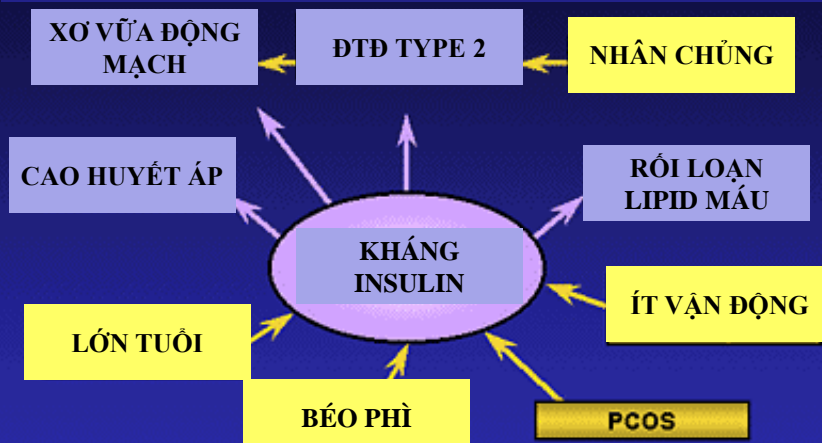 XƠ VỮA ĐỘNG
MẠCH
ĐTĐ TYPE 2
NHÂN CHỦNG
CAO HUYẾT ÁP
RỐI LOẠN
LIPID MÁU
KHÁNG
INSULIN
ÍT VẬN ĐỘNG
LỚN TUỔI
BÉO PHÌ
PCOS